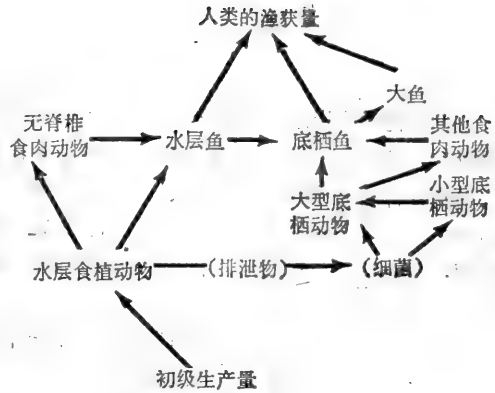 人类的渔获量
大鱼
无脊椎
食肉动物
水层鱼
底栖鱼
其他食
肉动物
大型底
栖动物
小型底
栖动物
水层食植动物
(排泄物)
(细菌)
初级生产量